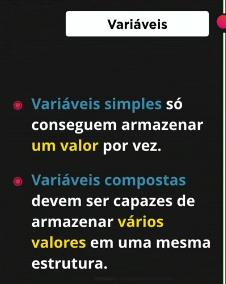 Variáveis
Variáveis simples só
conseguem armazenar
um valor por vez.
Variáveis compostas
devem ser capazes de
armazenar vários
valores em uma mesma
estrutura.